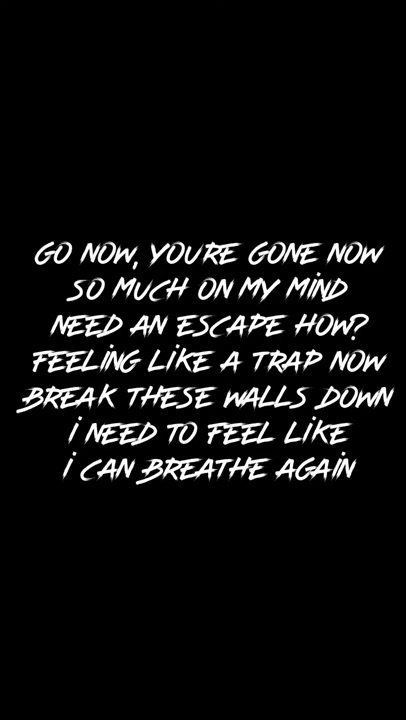 GO NOW, YOU'RE GONE NOW
SO MUCH ON MY MIND
NEED AN ESCAPE HOW?
FEELING LIKE A TRAP NOW
BREAK THESE WALLS DOWN
I NEED TO FEEL LIKE
I CAN BREATHE AGAIN